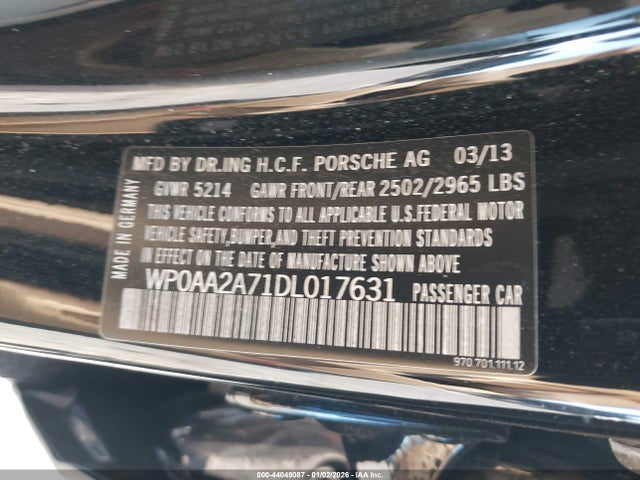 MFD BY DR.ING H.C.F. PORSCHE AG 03/13
GVWR 5214 GAWR FRONT/REAR 2502/2965 LBS
THIS VEHICLE CONFORMS TO ALL APPLICABLE U.S.FEDERAL MOTOR
VEHICLE SAFETY,BUMPER,AND THEFT PREVENTION STANDARDS
IN EFFECT ON THE DATE OF MANUFACTURE SHOWN ABOVE.
WP0AA2A71DL017631 PASSENGER CAR
970.701.111.12
MADE IN GERMANY
000-44049087 - 01/02/2026 - IAAI.COM